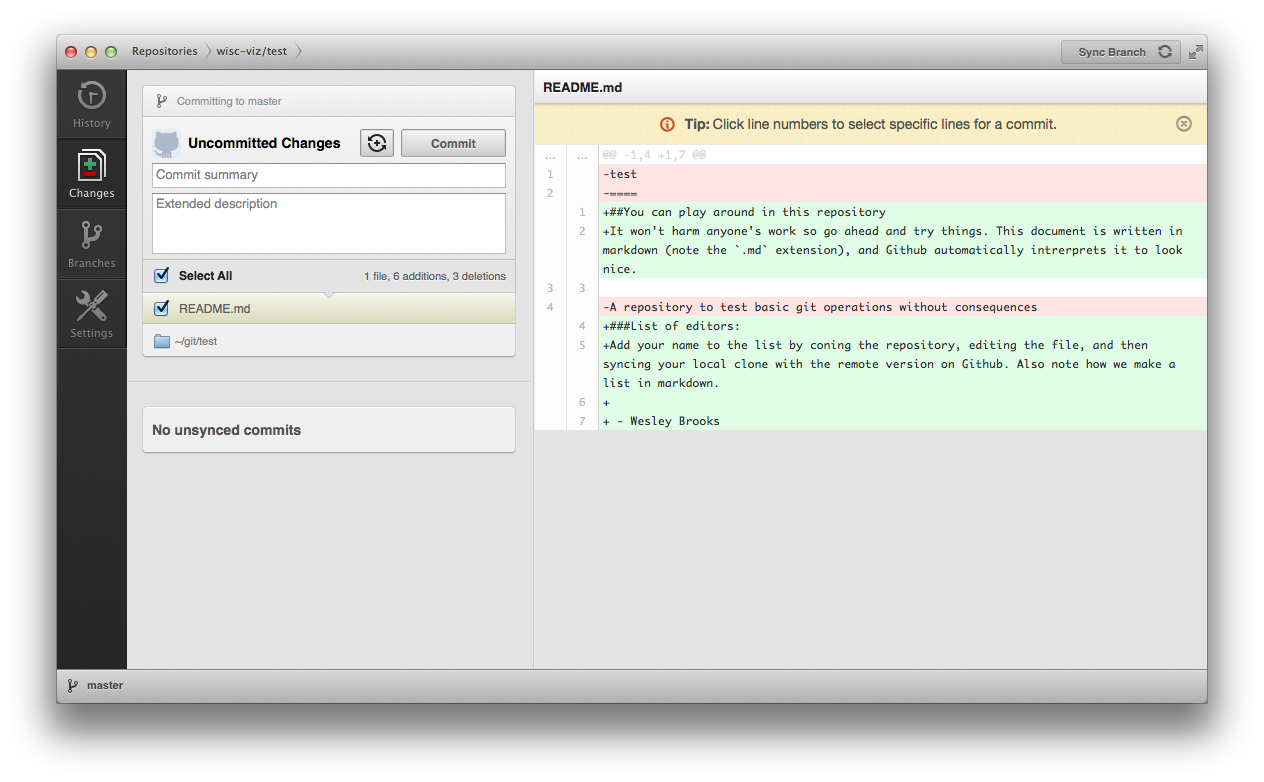 Repositories wisc-viz/test
Sync Branch
History
Changes
Branches
Settings
Committing to master
Uncommitted Changes
Commit
Commit summary
Extended description
Select All
1 file, 6 additions, 3 deletions
README.md
~/git/test
No unsynced commits
README.md
Tip: Click line numbers to select specific lines for a commit.
... ... @@ -1,4 +1,7 @@
1 -test
2 -====
1 +##You can play around in this repository
2 +It won't harm anyone's work so go ahead and try things. This document is written in
markdown (note the `.md` extension), and Github automatically intrerprets it to look
nice.
3 3
4 -A repository to test basic git operations without consequences
4 +###List of editors:
5 +Add your name to the list by coning the repository, editing the file, and then
syncing your local clone with the remote version on Github. Also note how we make a
list in markdown.
6 +
7 + - Wesley Brooks
master